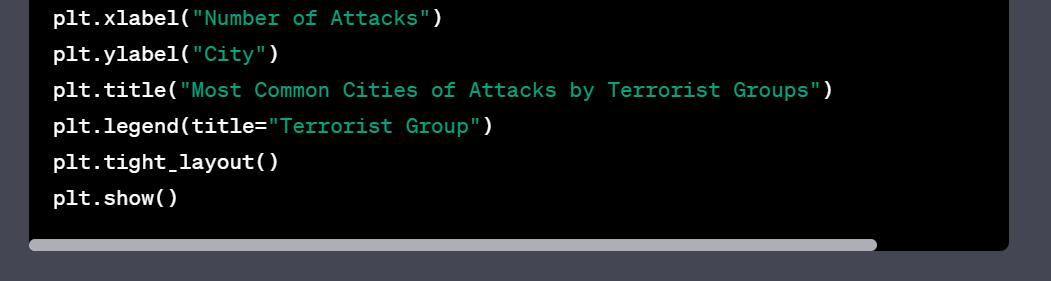 plt.xlabel("Number of Attacks")
plt.ylabel("City")
plt.title("Most Common Cities of Attacks by Terrorist Groups")
plt.legend(title="Terrorist Group")
plt.tight_layout()
plt.show()